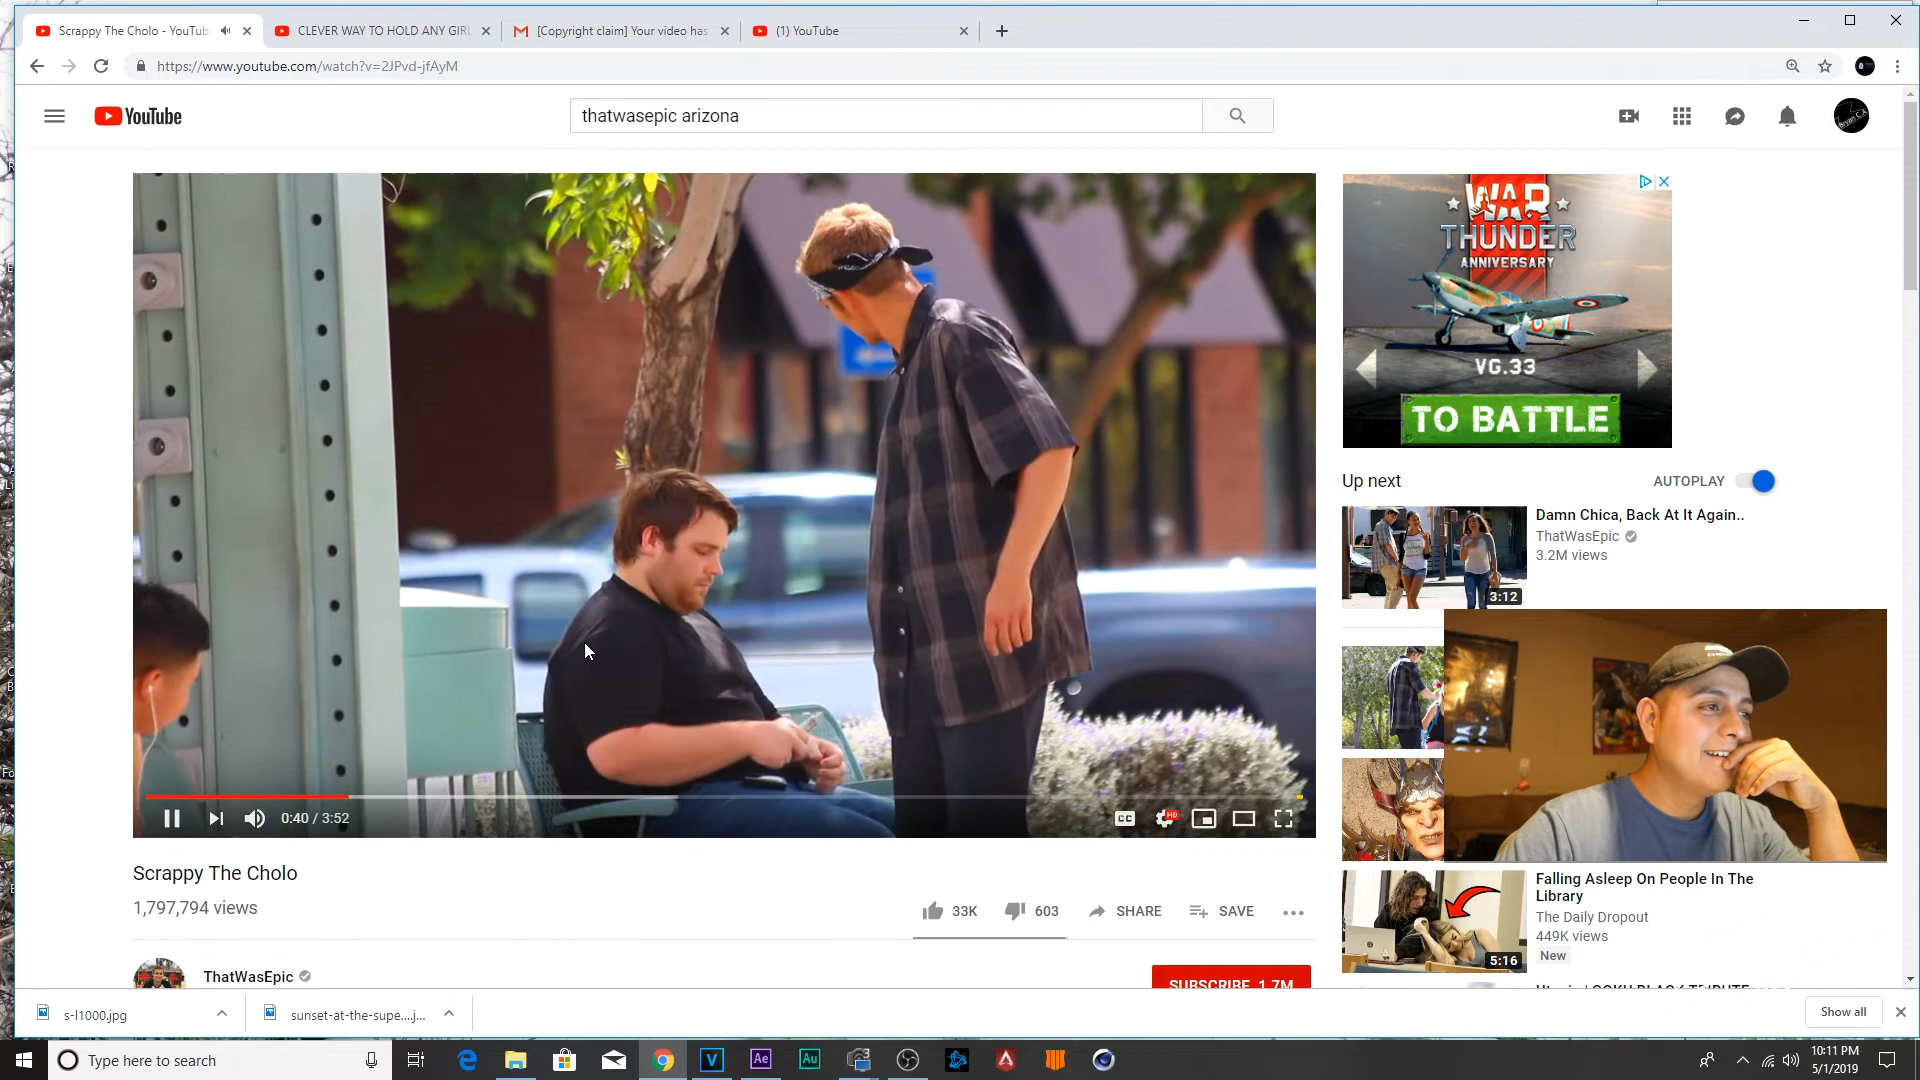 Scrappy The Cholo - YouTub
CLEVER WAY TO HOLD ANY GIRL
[Copyright claim] Your video has
(1) YouTube
https://www.youtube.com/watch?v=2JPvd-jfAyM
YouTube
thatwasepic arizona
Bryan C.K
WAR
THUNDER
ANNIVERSARY
VG.33
TO BATTLE
Up next
AUTOPLAY
Damn Chica, Back At It Again..
ThatWasEpic
3.2M views
3:12
0:40 / 3:52
CC
HD
Scrappy The Cholo
1,797,794 views
33K
603
SHARE
SAVE
Falling Asleep On People In The
Library
The Daily Dropout
449K views
New
5:16
ThatWasEpic
SUBSCRIBE 1.7M
s-l1000.jpg
sunset-at-the-supe....j...
Show all
Type here to search
V
Ae
Au
10:11 PM
5/1/2019